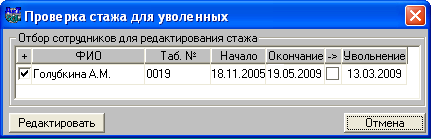 Проверка стажа для уволенных
Отбор сотрудников для редактирования стажа
+ ФИО Таб. № Начало Окончание -> Увольнение
Голубкина А.М. 0019 18.11.2005 19.05.2009 13.03.2009
Редактировать Отмена